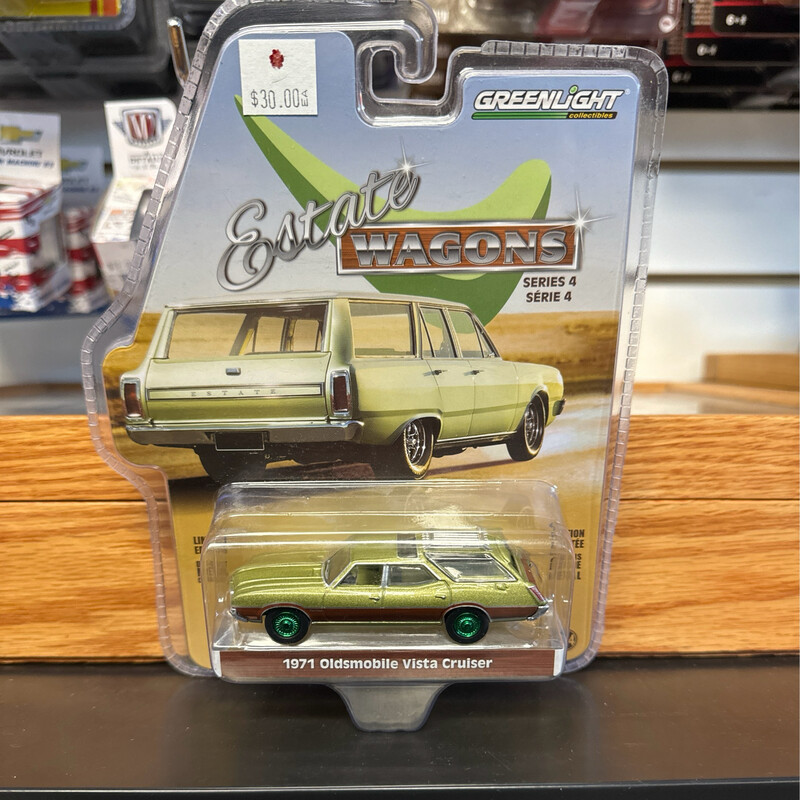 $30.00
GREENLIGHT
collectibles
Estate
WAGONS
SERIES 4
SÉRIE 4
ESTATE
1971 Oldsmobile Vista Cruiser